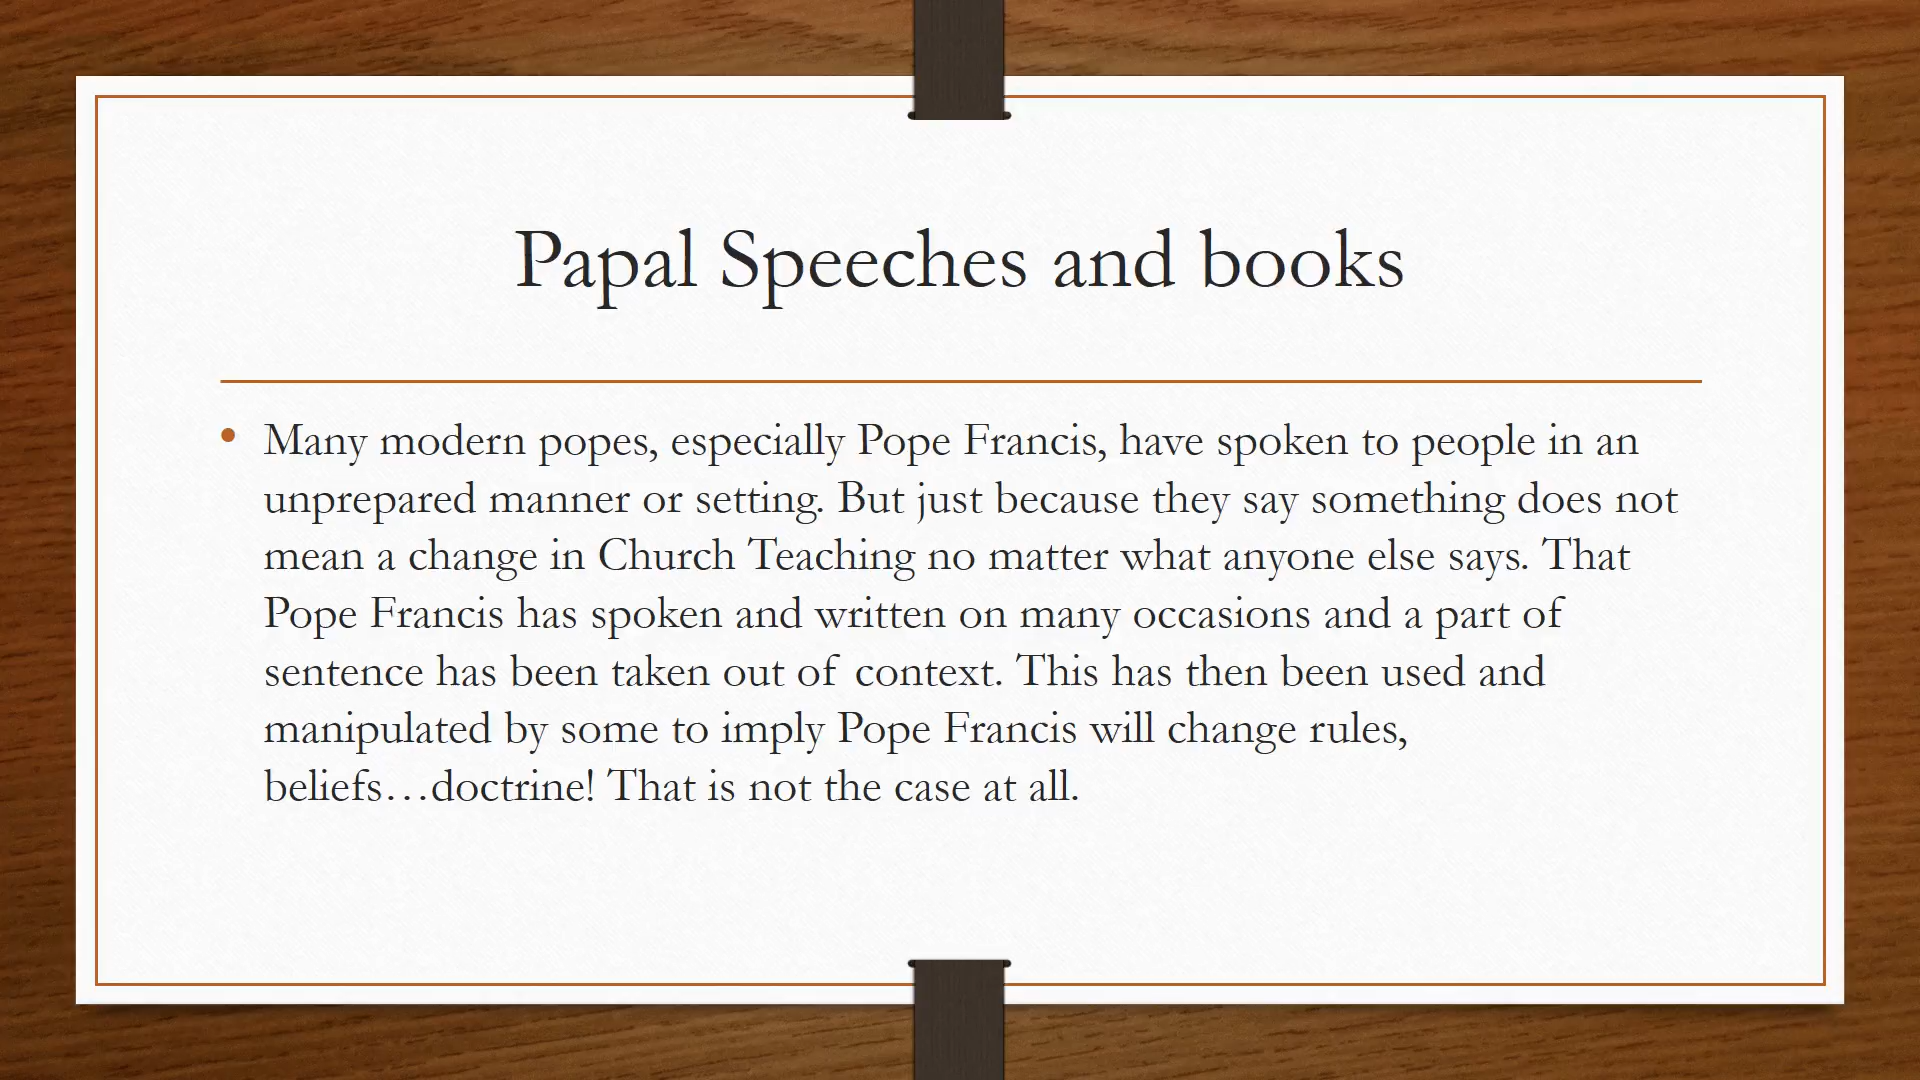 Papal Speeches and books
• Many modern popes, especially Pope Francis, have spoken to people in an
unprepared manner or setting. But just because they say something does not
mean a change in Church Teaching no matter what anyone else says. That
Pope Francis has spoken and written on many occasions and a part of
sentence has been taken out of context. This has then been used and
manipulated by some to imply Pope Francis will change rules,
beliefs…doctrine! That is not the case at all.